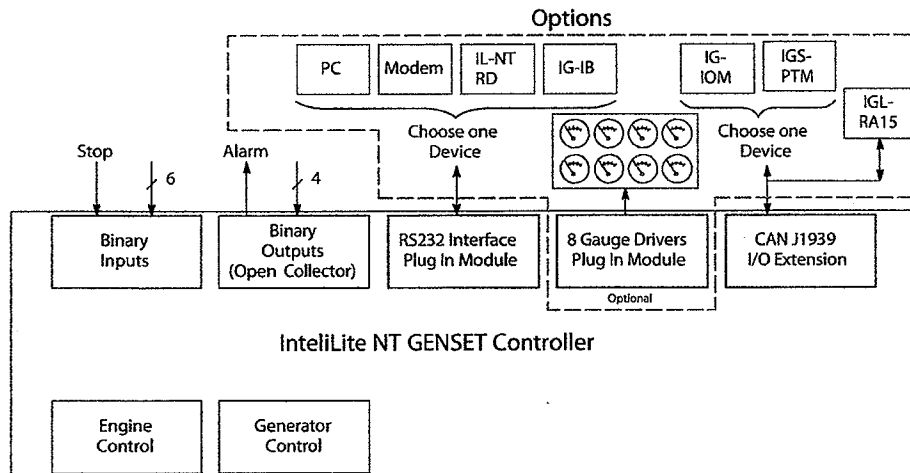 Options
PC
Modem
IL-NT
RD
IG-IB
IG-
IOM
IGS-
PTM
IGL-
RA15
Choose one
Device
Choose one
Device
Stop
6
Alarm
4
Binary
Inputs
Binary
Outputs
(Open Collector)
RS232 Interface
Plug In Module
8 Gauge Drivers
Plug In Module
Optional
CAN J1939
I/O Extension
InteliLite NT GENSET Controller
Engine
Control
Generator
Control